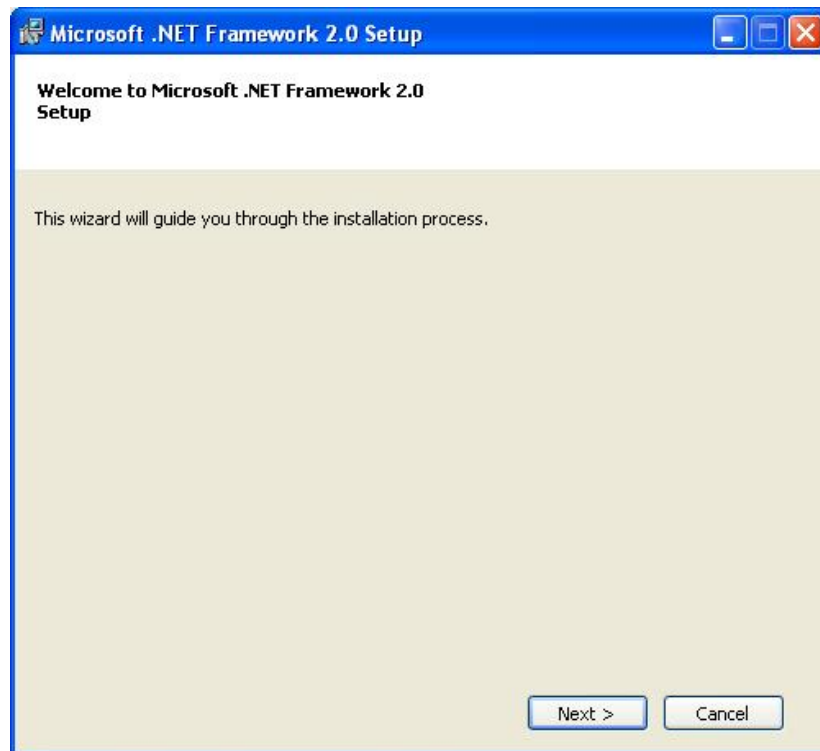 Microsoft .NET Framework 2.0 Setup
Welcome to Microsoft .NET Framework 2.0
Setup
This wizard will guide you through the installation process.
Next >
Cancel